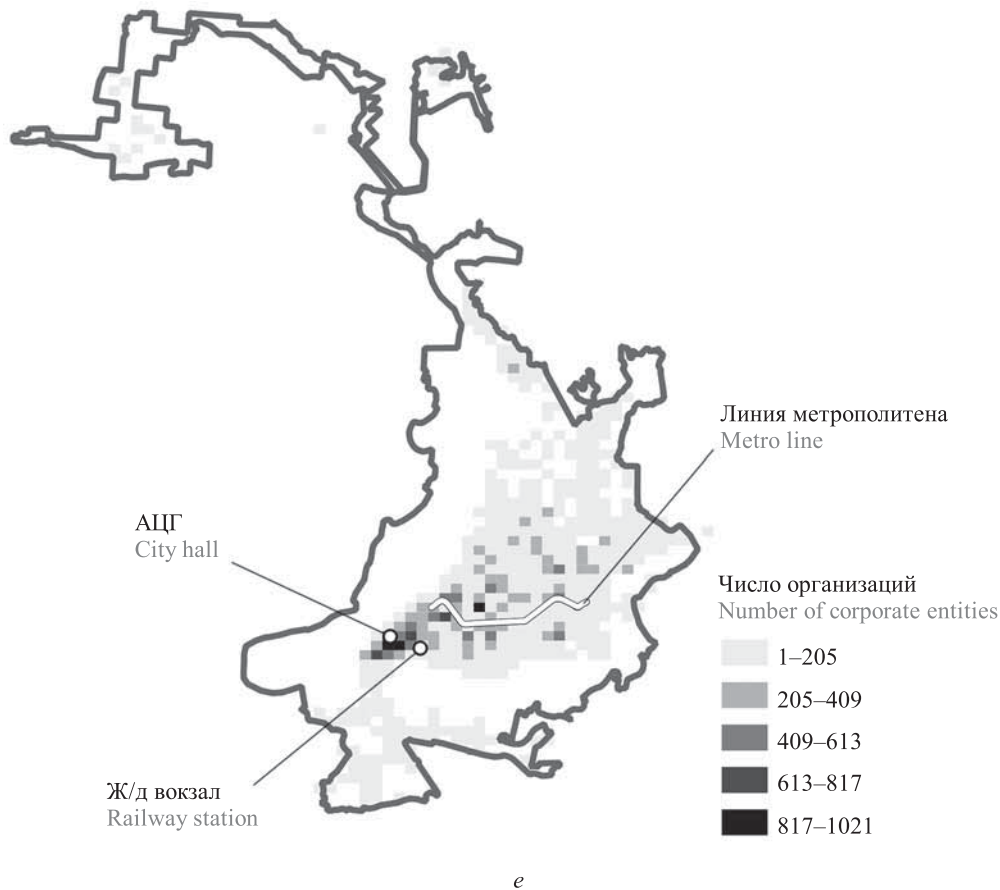 Линия метрополитена
Metro line
АЦГ
City hall
Число организаций
Number of corporate entities
1–205
205–409
409–613
613–817
817–1021
Ж/д вокзал
Railway station
е